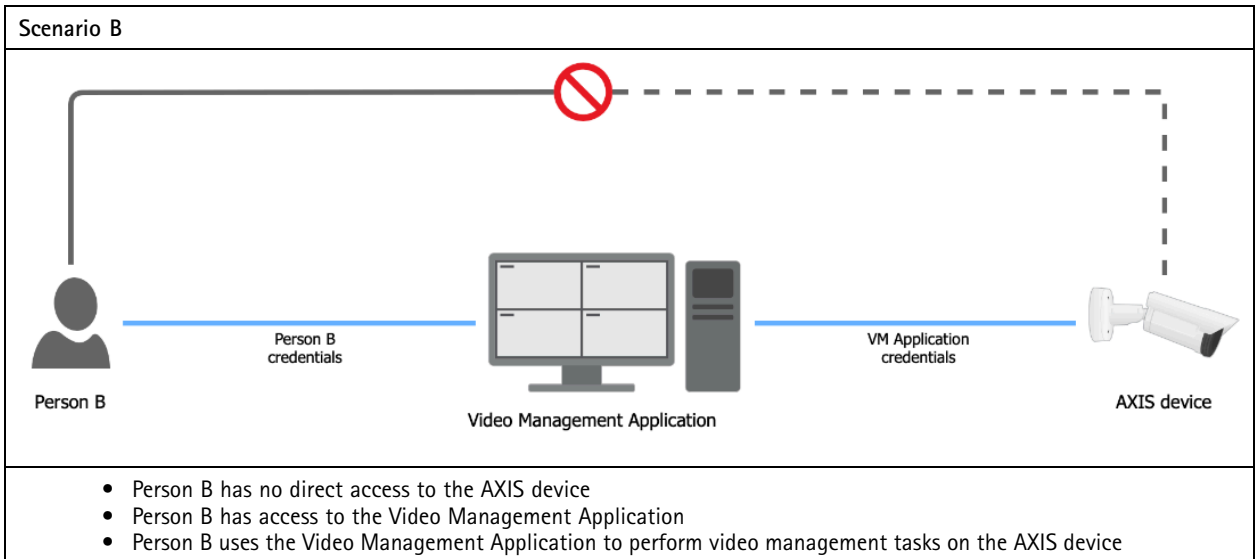 Scenario B
Person B
credentials
VM Application
credentials
Person B
Video Management Application
AXIS device
• Person B has no direct access to the AXIS device
• Person B has access to the Video Management Application
• Person B uses the Video Management Application to perform video management tasks on the AXIS device